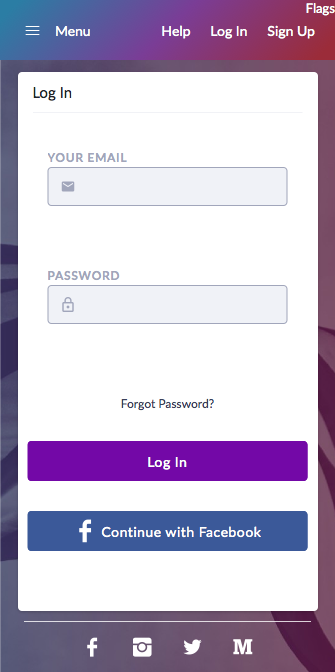 Flags
Menu Help Log In Sign Up
Log In
YOUR EMAIL
PASSWORD
Forgot Password?
Log In
Continue with Facebook